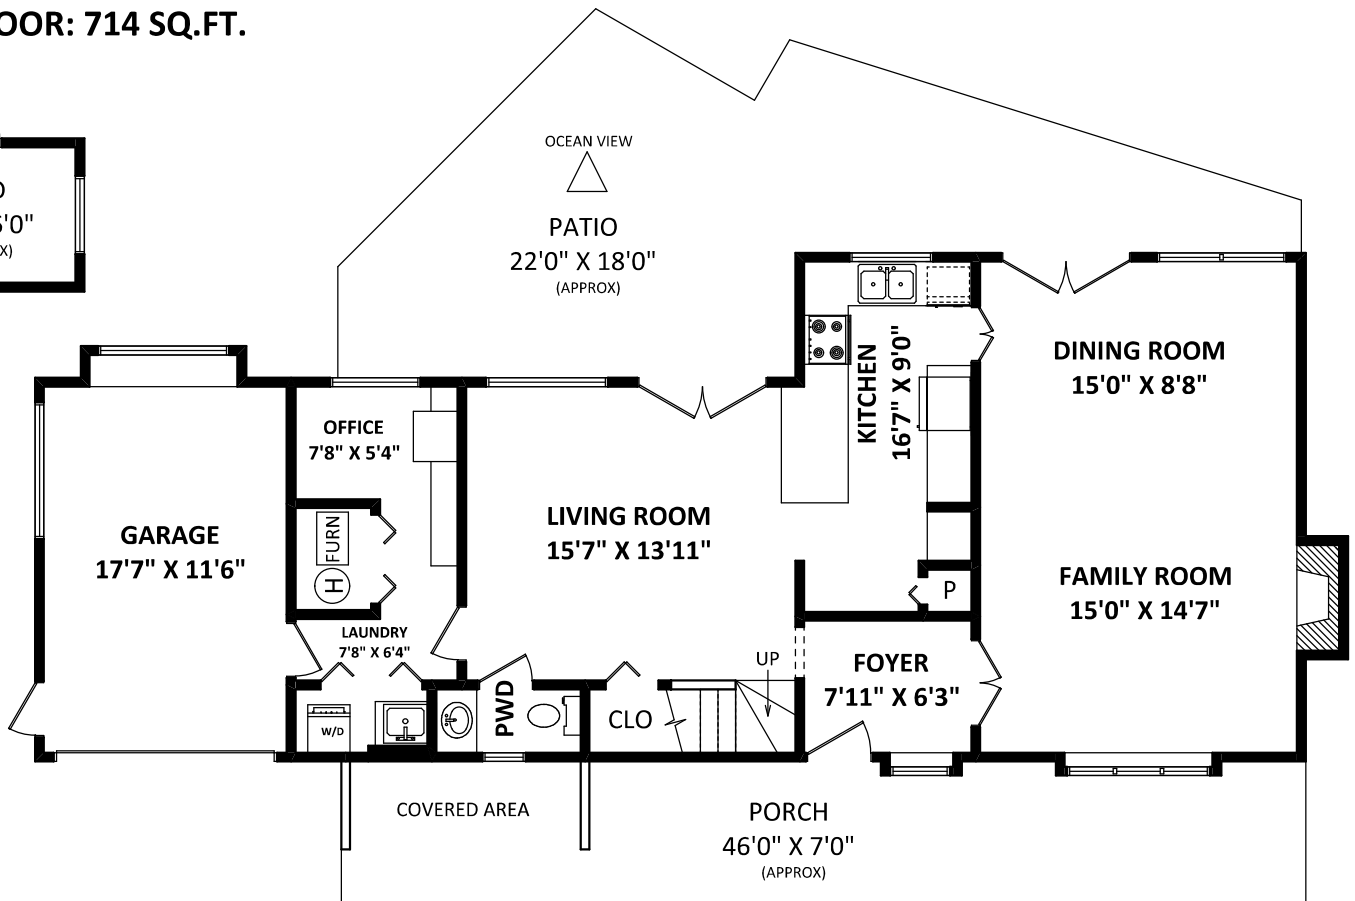 OOR: 714 SQ.FT.
OCEAN VIEW
PATIO
22'0" X 18'0"
(APPROX)
KITCHEN
16'7" X 9'0"
DINING ROOM
15'0" X 8'8"
OFFICE
7'8" X 5'4"
GARAGE
17'7" X 11'6"
FURN
H
LIVING ROOM
15'7" X 13'11"
P
FAMILY ROOM
15'0" X 14'7"
LAUNDRY
7'8" X 6'4"
UP
FOYER
7'11" X 6'3"
W/D
PWD
CLO
COVERED AREA
PORCH
46'0" X 7'0"
(APPROX)